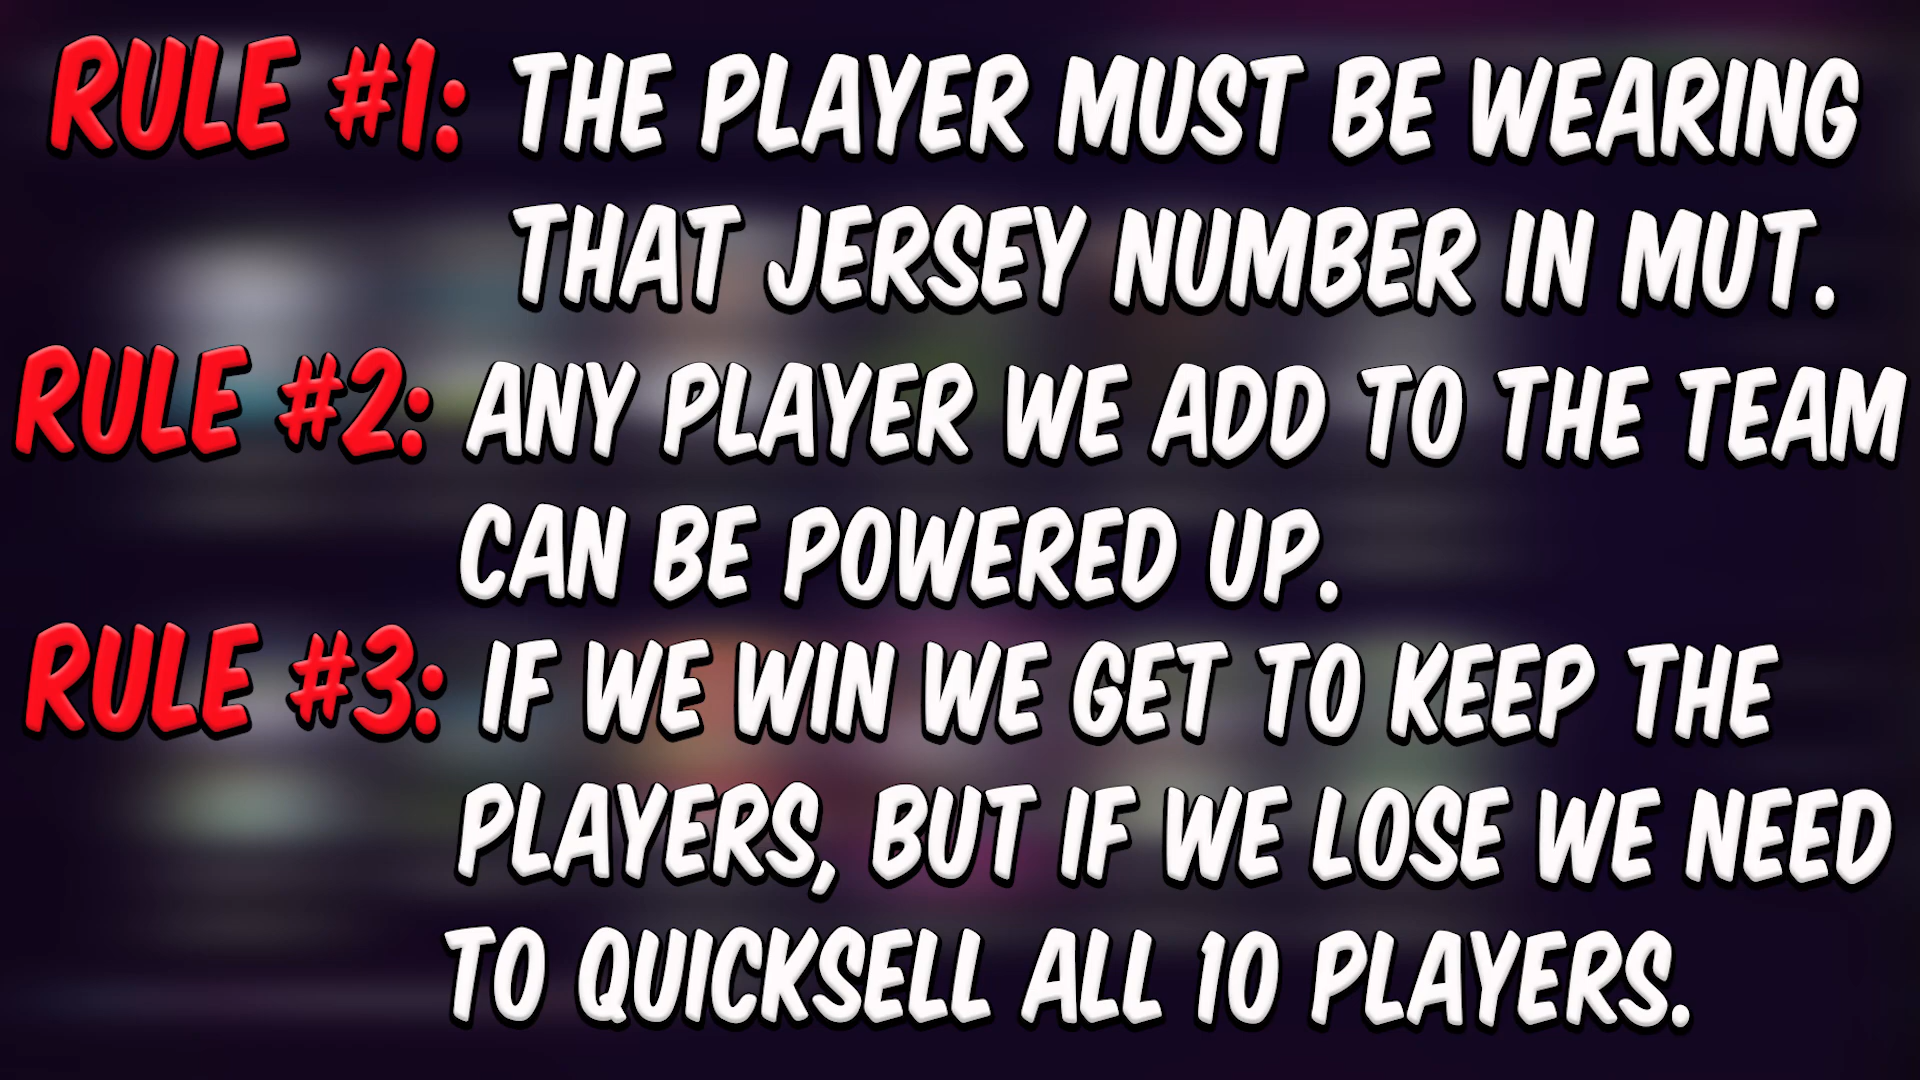 RULE #1: THE PLAYER MUST BE WEARING
THAT JERSEY NUMBER IN MUT.
RULE #2: ANY PLAYER WE ADD TO THE TEAM
CAN BE POWERED UP.
RULE #3: IF WE WIN WE GET TO KEEP THE
PLAYERS, BUT IF WE LOSE WE NEED
TO QUICKSELL ALL 10 PLAYERS.